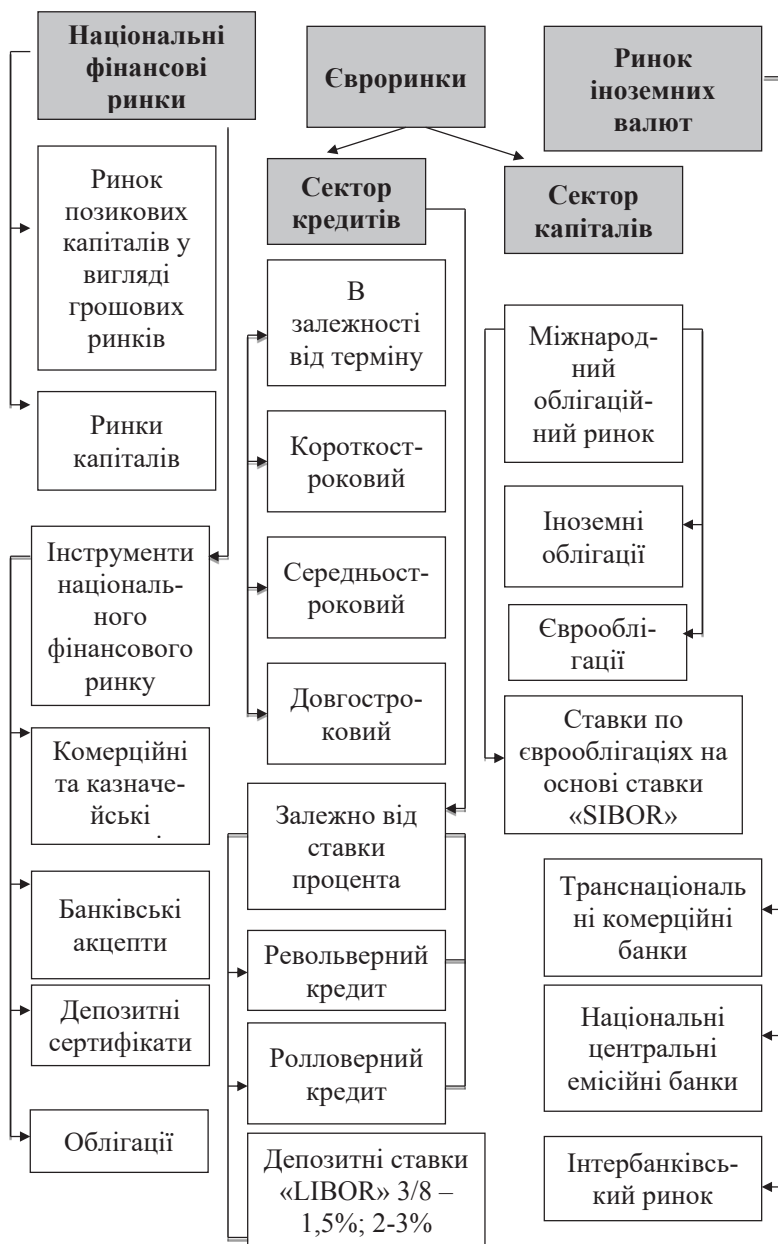 Національні
фінансові
ринки
Євроринки
Ринок
іноземних
валют
Сектор
кредитів
Сектор
капіталів
Ринок
позикових
капіталів у
вигляді
грошових
ринків
Ринки
капіталів
Інструменти
національ-
ного
фінансового
ринку
Комерційні
та казначе-
йські
Банківські
акцепти
Депозитні
сертифікати
Облігації
В
залежності
від терміну
Короткост-
роковий
Середньост-
роковий
Довгостро-
ковий
Залежно від
ставки
процента
Револьверний
кредит
Ролловерний
кредит
Депозитні ставки
«LIBOR» 3/8 –
1,5%; 2-3%
Міжнарод-
ний
облігацій-
ний ринок
Іноземні
облігації
Єврооблі-
гації
Ставки по
єврооблігаціях на
основі ставки
«SIBOR»
Транснаціональ
ні комерційні
банки
Національні
центральні
емісійні банки
Інтербанківсь-
кий ринок